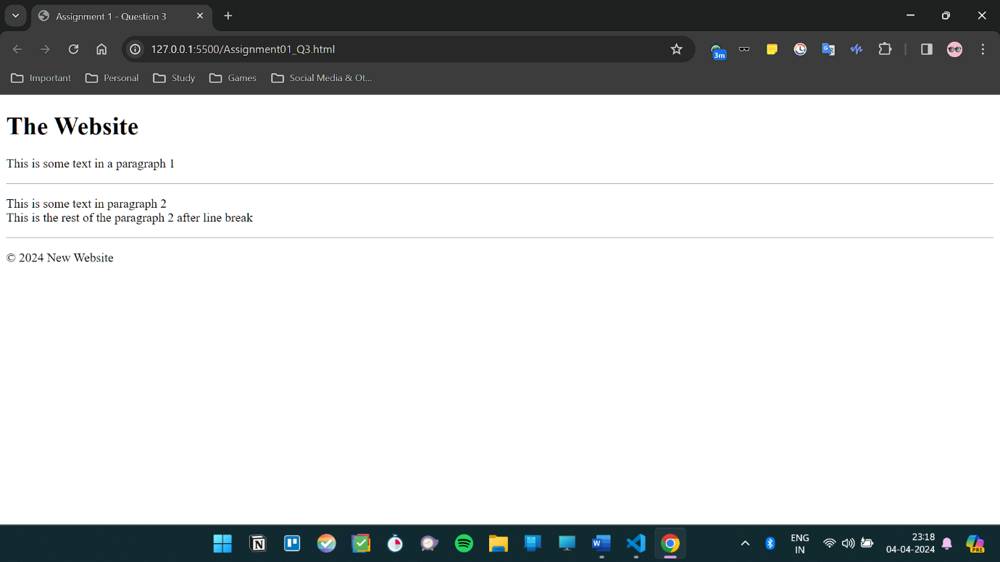 Assignment 1 - Question 3
127.0.0.1:5500/Assignment01_Q3.html
3m
Important Personal Study Games Social Media & Ot...
The Website
This is some text in a paragraph 1
This is some text in paragraph 2
This is the rest of the paragraph 2 after line break
© 2024 New Website
ENG
IN
23:18
04-04-2024
PRE